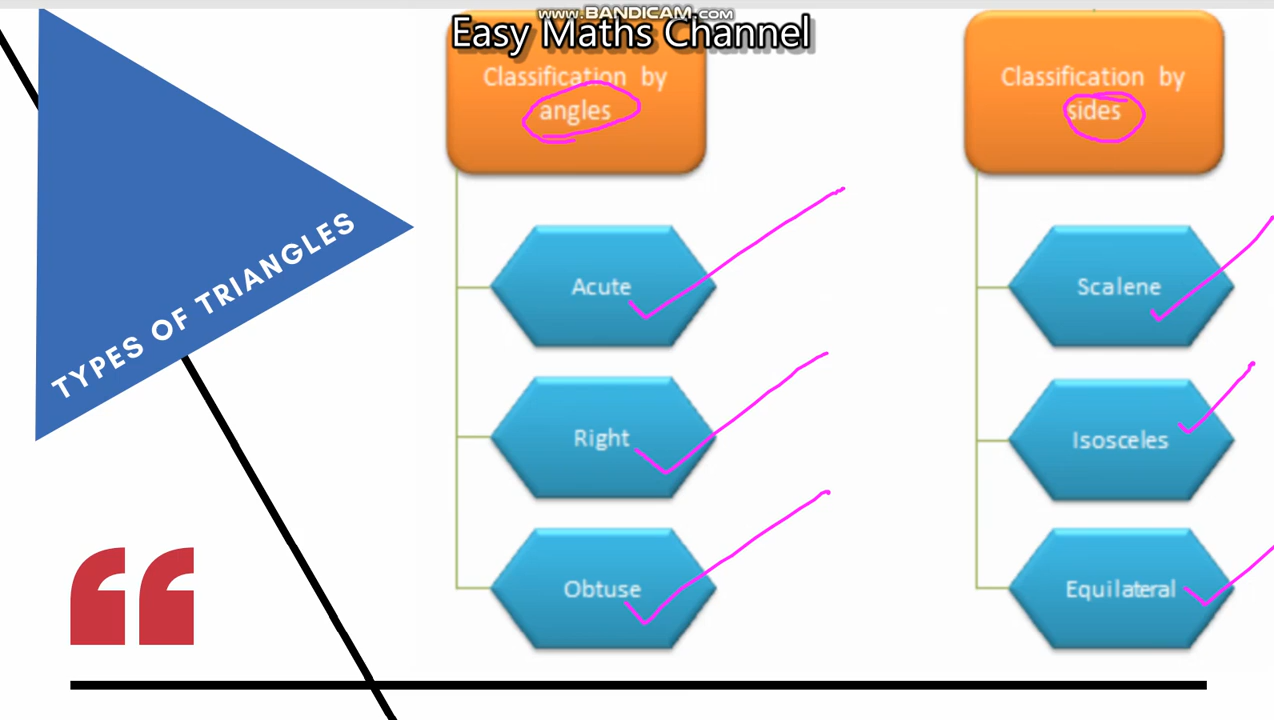 www.BANDICAM.com
Easy Maths Channel
Classification by
angles
Acute
Right
Obtuse
Classification by
sides
Scalene
Isosceles
Equilateral
TYPES OF TRIANGLES
“